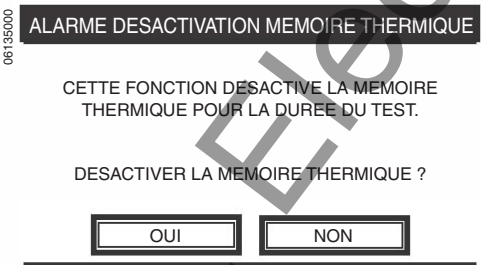 06135000
ALARME DESACTIVATION MEMOIRE THERMIQUE
CETTE FONCTION DESACTIVE LA MEMOIRE
THERMIQUE POUR LA DUREE DU TEST.
DESACTIVER LA MEMOIRE THERMIQUE ?
OUI
NON